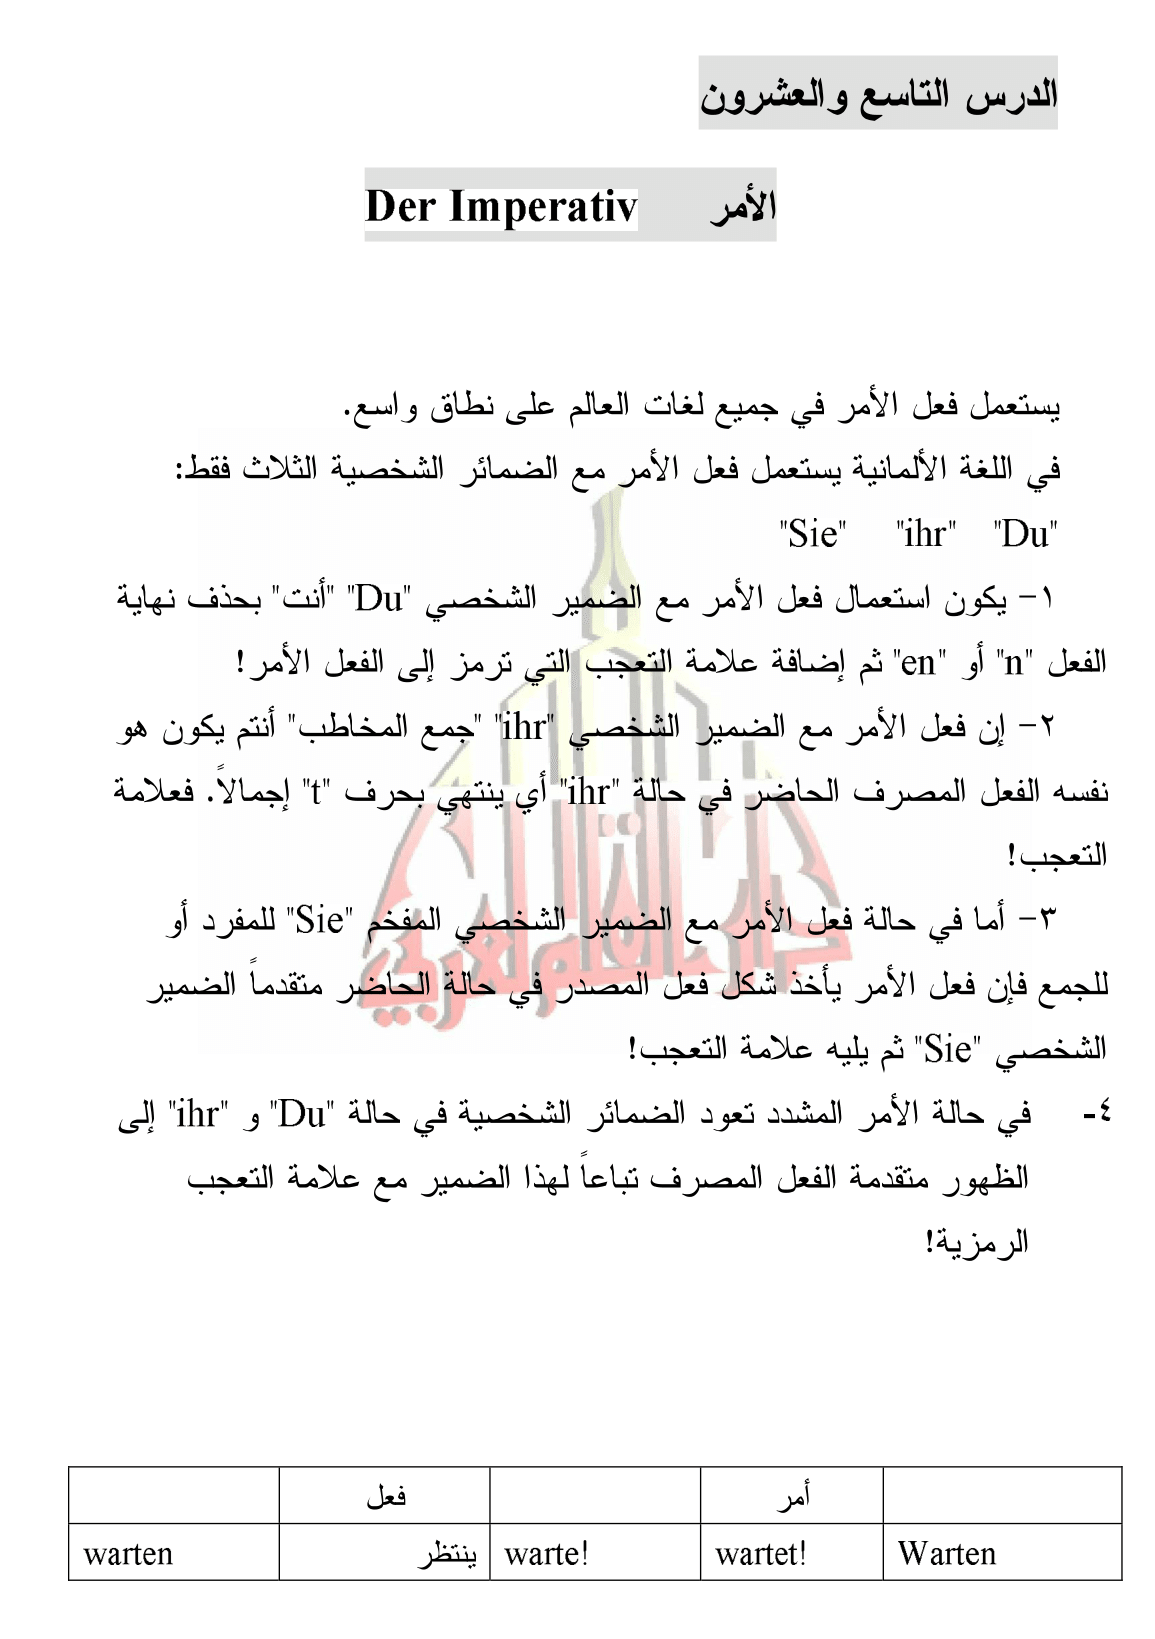 الدرس التاسع والعشرون
الأمر Der Imperativ
يستعمل فعل الأمر في جميع لغات العالم على نطاق واسع.
في اللغة الألمانية يستعمل فعل الأمر مع الضمائر الشخصية الثلاث فقط:
"Du" "ihr" "Sie"
١- يكون استعمال فعل الأمر مع الضمير الشخصي "Du" "أنت" بحذف نهاية
الفعل "n" أو "en" ثم إضافة علامة التعجب التي ترمز إلى الفعل الأمر!
٢- إن فعل الأمر مع الضمير الشخصي "ihr" "جمع المخاطب" أنتم يكون هو
نفسه الفعل المصرف الحاضر في حالة "ihr" أي ينتهي بحرف "t" إجمالاً. فعلامة
التعجب!
٣- أما في حالة فعل الأمر مع الضمير الشخصي المفخم "Sie" للمفرد أو
للجمع فإن فعل الأمر يأخذ شكل فعل المصدر في حالة الحاضر متقدماً الضمير
الشخصي "Sie" ثم يليه علامة التعجب!
٤- في حالة الأمر المشدد تعود الضمائر الشخصية في حالة "Du" و "ihr" إلى
الظهور متقدمة الفعل المصرف تباعاً لهذا الضمير مع علامة التعجب
الرمزية!
فعل أمر
warten ينتظر warte! wartet! Warten
دار القلم العربي